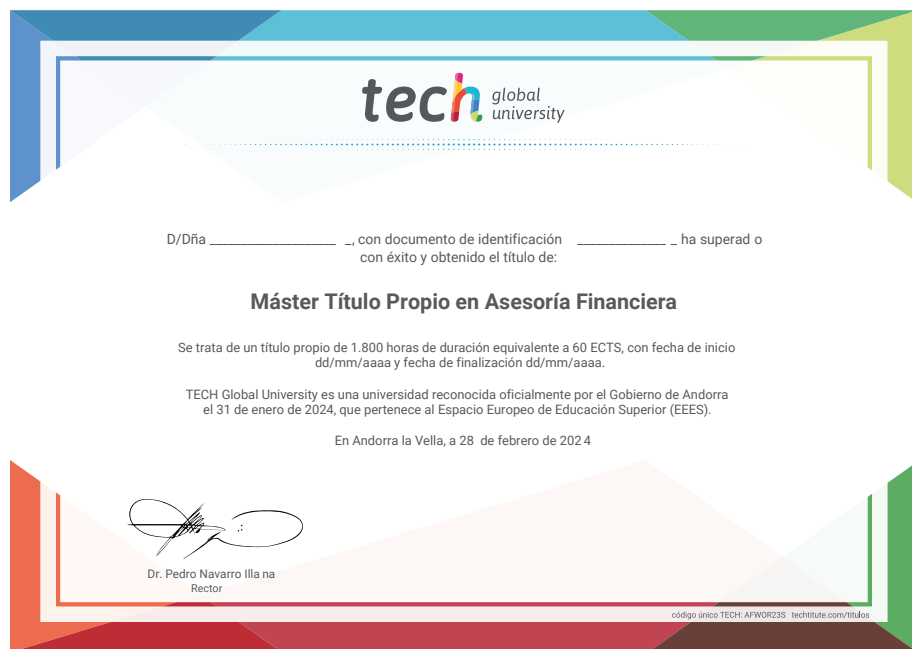 tech global
university
D/Dña ____________________ _, con documento de identificación ______________ _ ha superad o
con éxito y obtenido el título de:
Máster Título Propio en Asesoría Financiera
Se trata de un título propio de 1.800 horas de duración equivalente a 60 ECTS, con fecha de inicio
dd/mm/aaaa y fecha de finalización dd/mm/aaaa.
TECH Global University es una universidad reconocida oficialmente por el Gobierno de Andorra
el 31 de enero de 2024, que pertenece al Espacio Europeo de Educación Superior (EEES).
En Andorra la Vella, a 28 de febrero de 2024
Dr. Pedro Navarro Illa na
Rector
código único TECH: AFWOR23S techtitute.com/titulos